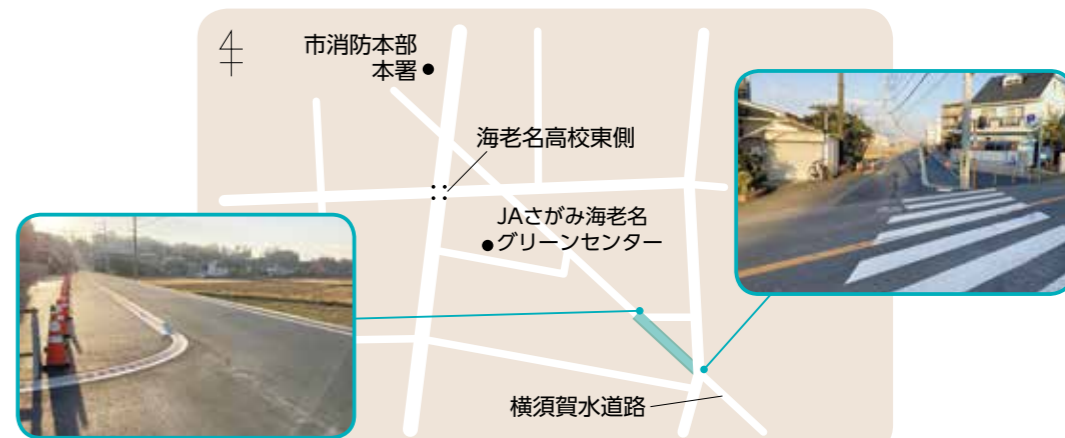 市消防本部
本署
海老名高校東側
JAさがみ海老名
グリーンセンター
横須賀水道路